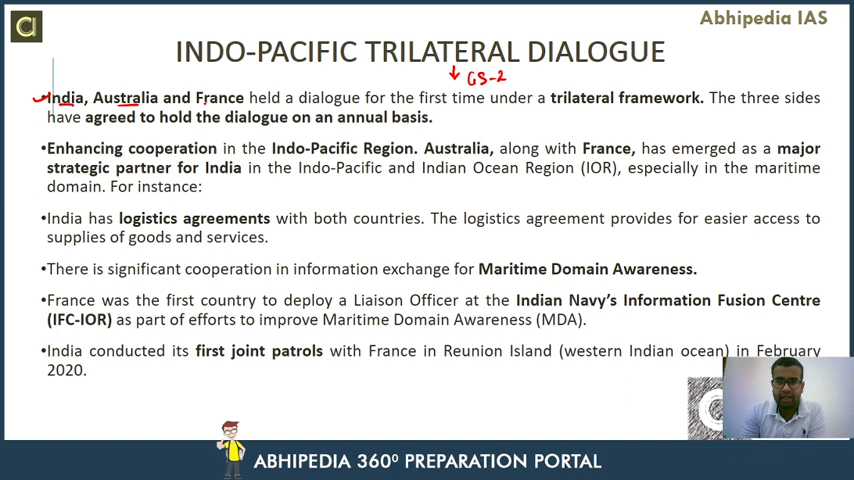 Abhipedia IAS
INDO-PACIFIC TRILATERAL DIALOGUE
GS-2
•India, Australia and France held a dialogue for the first time under a trilateral framework. The three sides
have agreed to hold the dialogue on an annual basis.
•Enhancing cooperation in the Indo-Pacific Region. Australia, along with France, has emerged as a major
strategic partner for India in the Indo-Pacific and Indian Ocean Region (IOR), especially in the maritime
domain. For instance:
•India has logistics agreements with both countries. The logistics agreement provides for easier access to
supplies of goods and services.
•There is significant cooperation in information exchange for Maritime Domain Awareness.
•France was the first country to deploy a Liaison Officer at the Indian Navy’s Information Fusion Centre
(IFC-IOR) as part of efforts to improve Maritime Domain Awareness (MDA).
•India conducted its first joint patrols with France in Reunion Island (western Indian ocean) in February
2020.
ABHIPEDIA 360⁰ PREPARATION PORTAL